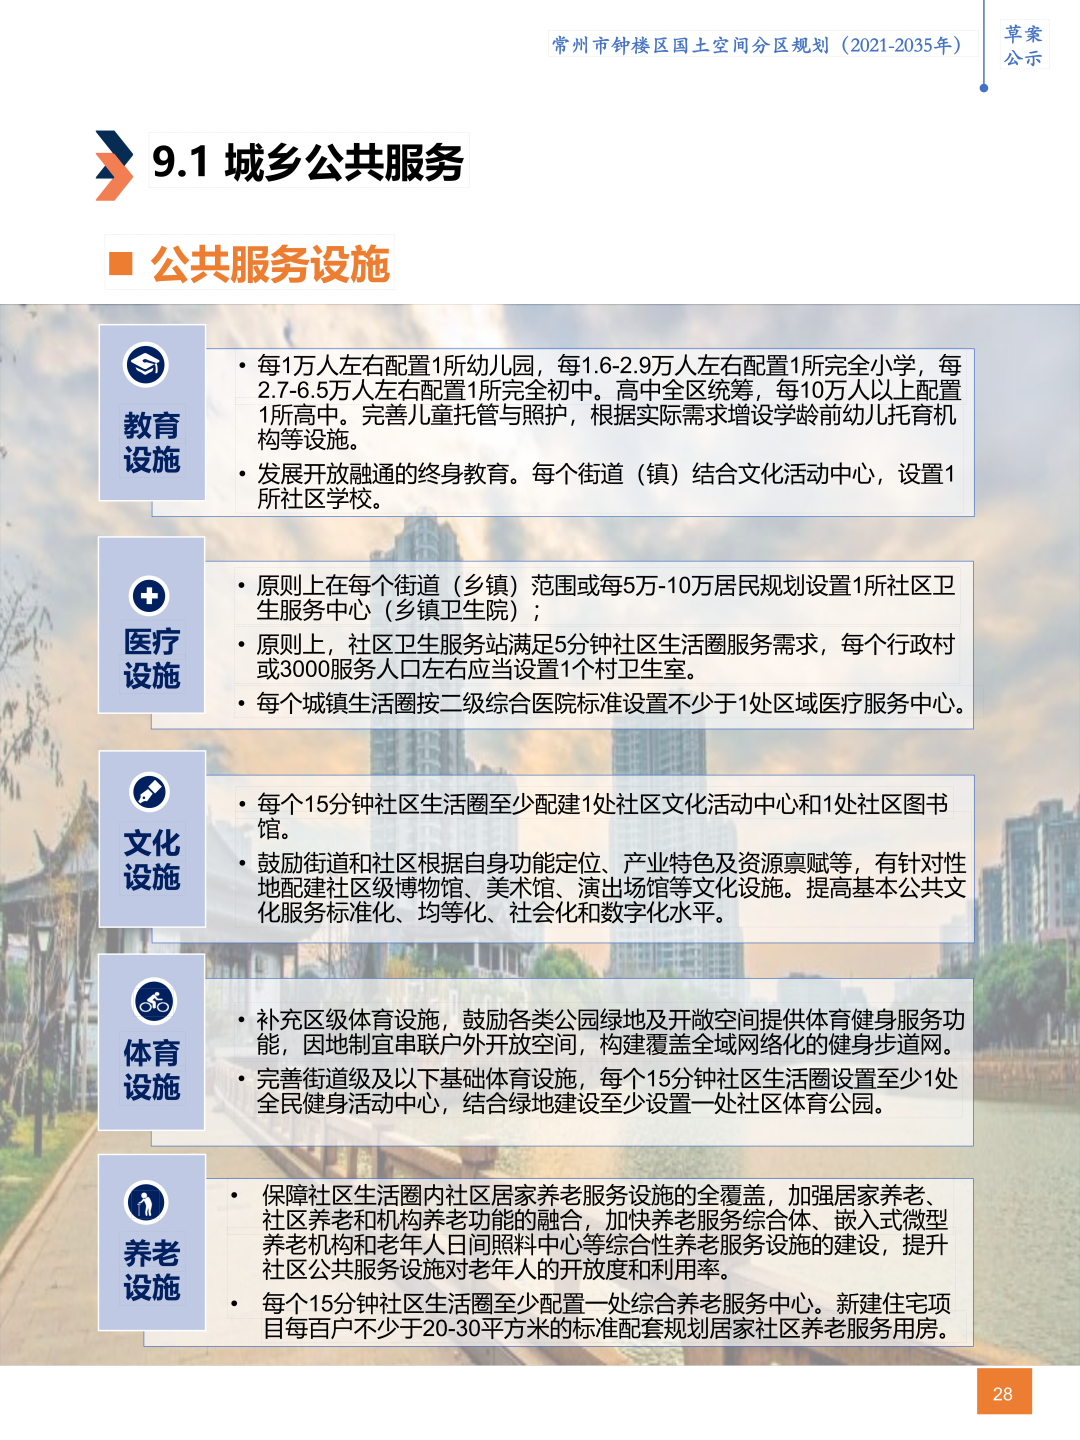 常州市钟楼区国土空间分区规划（2021-2035年）
草案
公示
9.1 城乡公共服务
■ 公共服务设施
教育
设施
• 每1万人左右配置1所幼儿园，每1.6-2.9万人左右配置1所完全小学，每
2.7-6.5万人左右配置1所完全初中。高中全区统筹，每10万人以上配置
1所高中。完善儿童托管与照护，根据实际需求增设学龄前幼儿托育机
构等设施。
• 发展开放融通的终身教育。每个街道（镇）结合文化活动中心，设置1
所社区学校。
医疗
设施
• 原则上在每个街道（乡镇）范围或每5万-10万居民规划设置1所社区卫
生服务中心（乡镇卫生院）；
• 原则上，社区卫生服务站满足5分钟社区生活圈服务需求，每个行政村
或3000服务人口左右应当设置1个村卫生室。
• 每个城镇生活圈按二级综合医院标准设置不少于1处区域医疗服务中心。
文化
设施
• 每个15分钟社区生活圈至少配建1处社区文化活动中心和1处社区图书
馆。
• 鼓励街道和社区根据自身功能定位、产业特色及资源禀赋等，有针对性
地配建社区级博物馆、美术馆、演出场馆等文化设施。提高基本公共文
化服务标准化、均等化、社会化和数字化水平。
体育
设施
• 补充区级体育设施，鼓励各类公园绿地及开敞空间提供体育健身服务功
能，因地制宜串联户外开放空间，构建覆盖全域网络化的健身步道网。
• 完善街道级及以下基础体育设施，每个15分钟社区生活圈设置至少1处
全民健身活动中心，结合绿地建设至少设置一处社区体育公园。
养老
设施
• 保障社区生活圈内社区居家养老服务设施的全覆盖，加强居家养老、
社区养老和机构养老功能的融合，加快养老服务综合体、嵌入式微型
养老机构和老年人日间照料中心等综合性养老服务设施的建设，提升
社区公共服务设施对老年人的开放度和利用率。
• 每个15分钟社区生活圈至少配置一处综合养老服务中心。新建住宅项
目每百户不少于20-30平方米的标准配套规划居家社区养老服务用房。
28